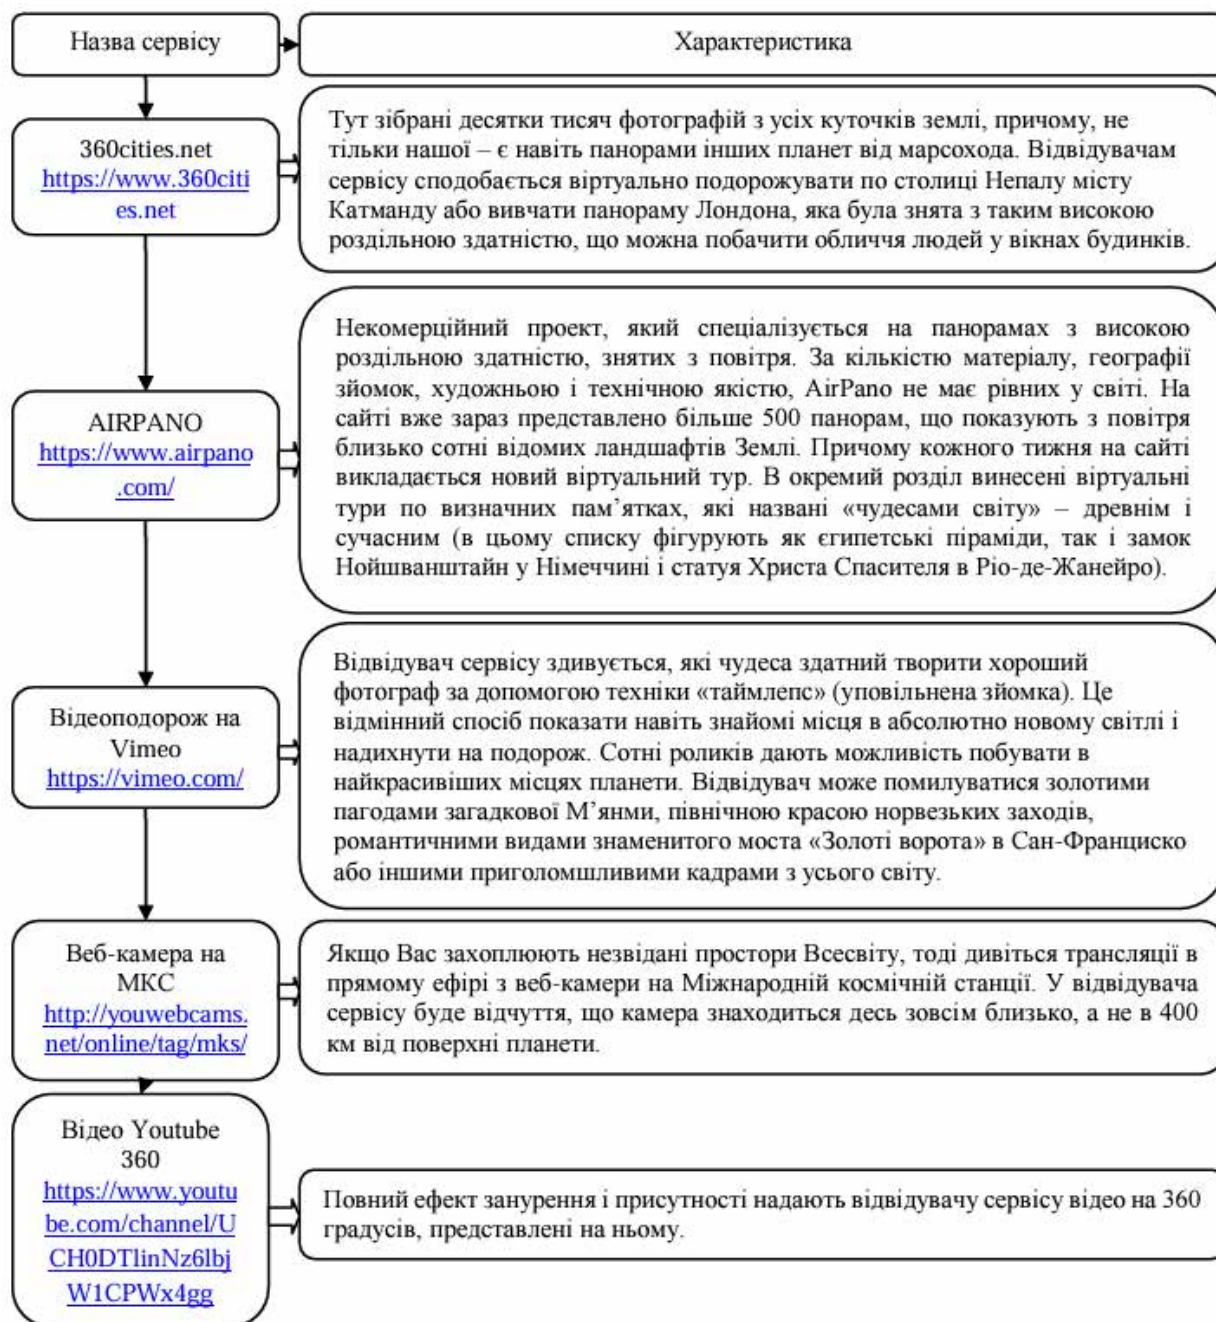 Назва сервісу
Характеристика
360cities.net
https://www.360citi
es.net
Тут зібрані десятки тисяч фотографій з усіх куточків землі, причому, не
тільки нашої – є навіть панорами інших планет від марсохода. Відвідувачам
сервісу сподобається віртуально подорожувати по столиці Непалу місту
Катманду або вивчати панораму Лондона, яка була знята з таким високою
роздільною здатністю, що можна побачити обличчя людей у вікнах будинків.
AIRPANO
https://www.airpano
.com/
Некомерційний проект, який спеціалізується на панорамах з високою
роздільною здатністю, знятих з повітря. За кількістю матеріалу, географії
зйомок, художньою і технічною якістю, AirPano не має рівних у світі. На
сайті вже зараз представлено більше 500 панорам, що показують з повітря
близько сотні відомих ландшафтів Землі. Причому кожного тижня на сайті
викладається новий віртуальний тур. В окремий розділ винесені віртуальні
тури по визначних пам’ятках, які названі «чудесами світу» – древнім і
сучасним (в цьому списку фігурують як єгипетські піраміди, так і замок
Нойшванштайн у Німеччині і статуя Христа Спасителя в Ріо-де-Жанейро).
Відеоподорож на
Vimeo
https://vimeo.com/
Відвідувач сервісу здивується, які чудеса здатний творити хороший
фотограф за допомогою техніки «таймлепс» (уповільнена зйомка). Це
відмінний спосіб показати навіть знайомі місця в абсолютно новому світлі і
надихнути на подорож. Сотні роликів дають можливість побувати в
найкрасивіших місцях планети. Відвідувач може помилуватися золотими
пагодами загадкової М’янми, північною красою норвезьких заходів,
романтичними видами знаменитого моста «Золоті ворота» в Сан-Франциско
або іншими приголомшливими кадрами з усього світу.
Веб-камера на
МКС
http://youwebcams.
net/online/tag/mks/
Якщо Вас захоплюють незвідані простори Всесвіту, тоді дивіться трансляції в
прямому ефірі з веб-камери на Міжнародній космічній станції. У відвідувача
сервісу буде відчуття, що камера знаходиться десь зовсім близько, а не в 400
км від поверхні планети.
Відео Youtube
360
https://www.youtu
be.com/channel/U
CH0DTlinNz6lbj
W1CPWx4gg
Повний ефект занурення і присутності надають відвідувачу сервісу відео на 360
градусів, представлені на ньому.